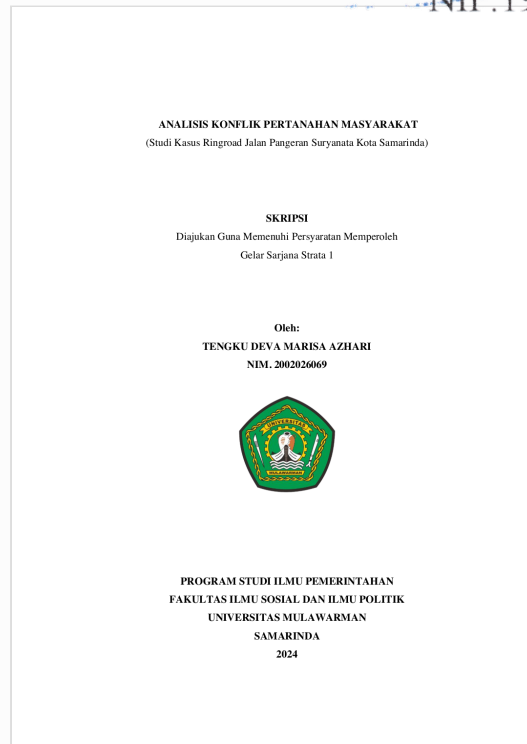 ANALISIS KONFLIK PERTANAHAN MASYARAKAT
(Studi Kasus Ringroad Jalan Pangeran Suryanata Kota Samarinda)
SKRIPSI
Diajukan Guna Memenuhi Persyaratan Memperoleh
Gelar Sarjana Strata 1
Oleh:
TENGKU DEVA MARISA AZHARI
NIM. 2002026069
UNIVERSITAS
MULAWARMAN
PROGRAM STUDI ILMU PEMERINTAHAN
FAKULTAS ILMU SOSIAL DAN ILMU POLITIK
UNIVERSITAS MULAWARMAN
SAMARINDA
2024